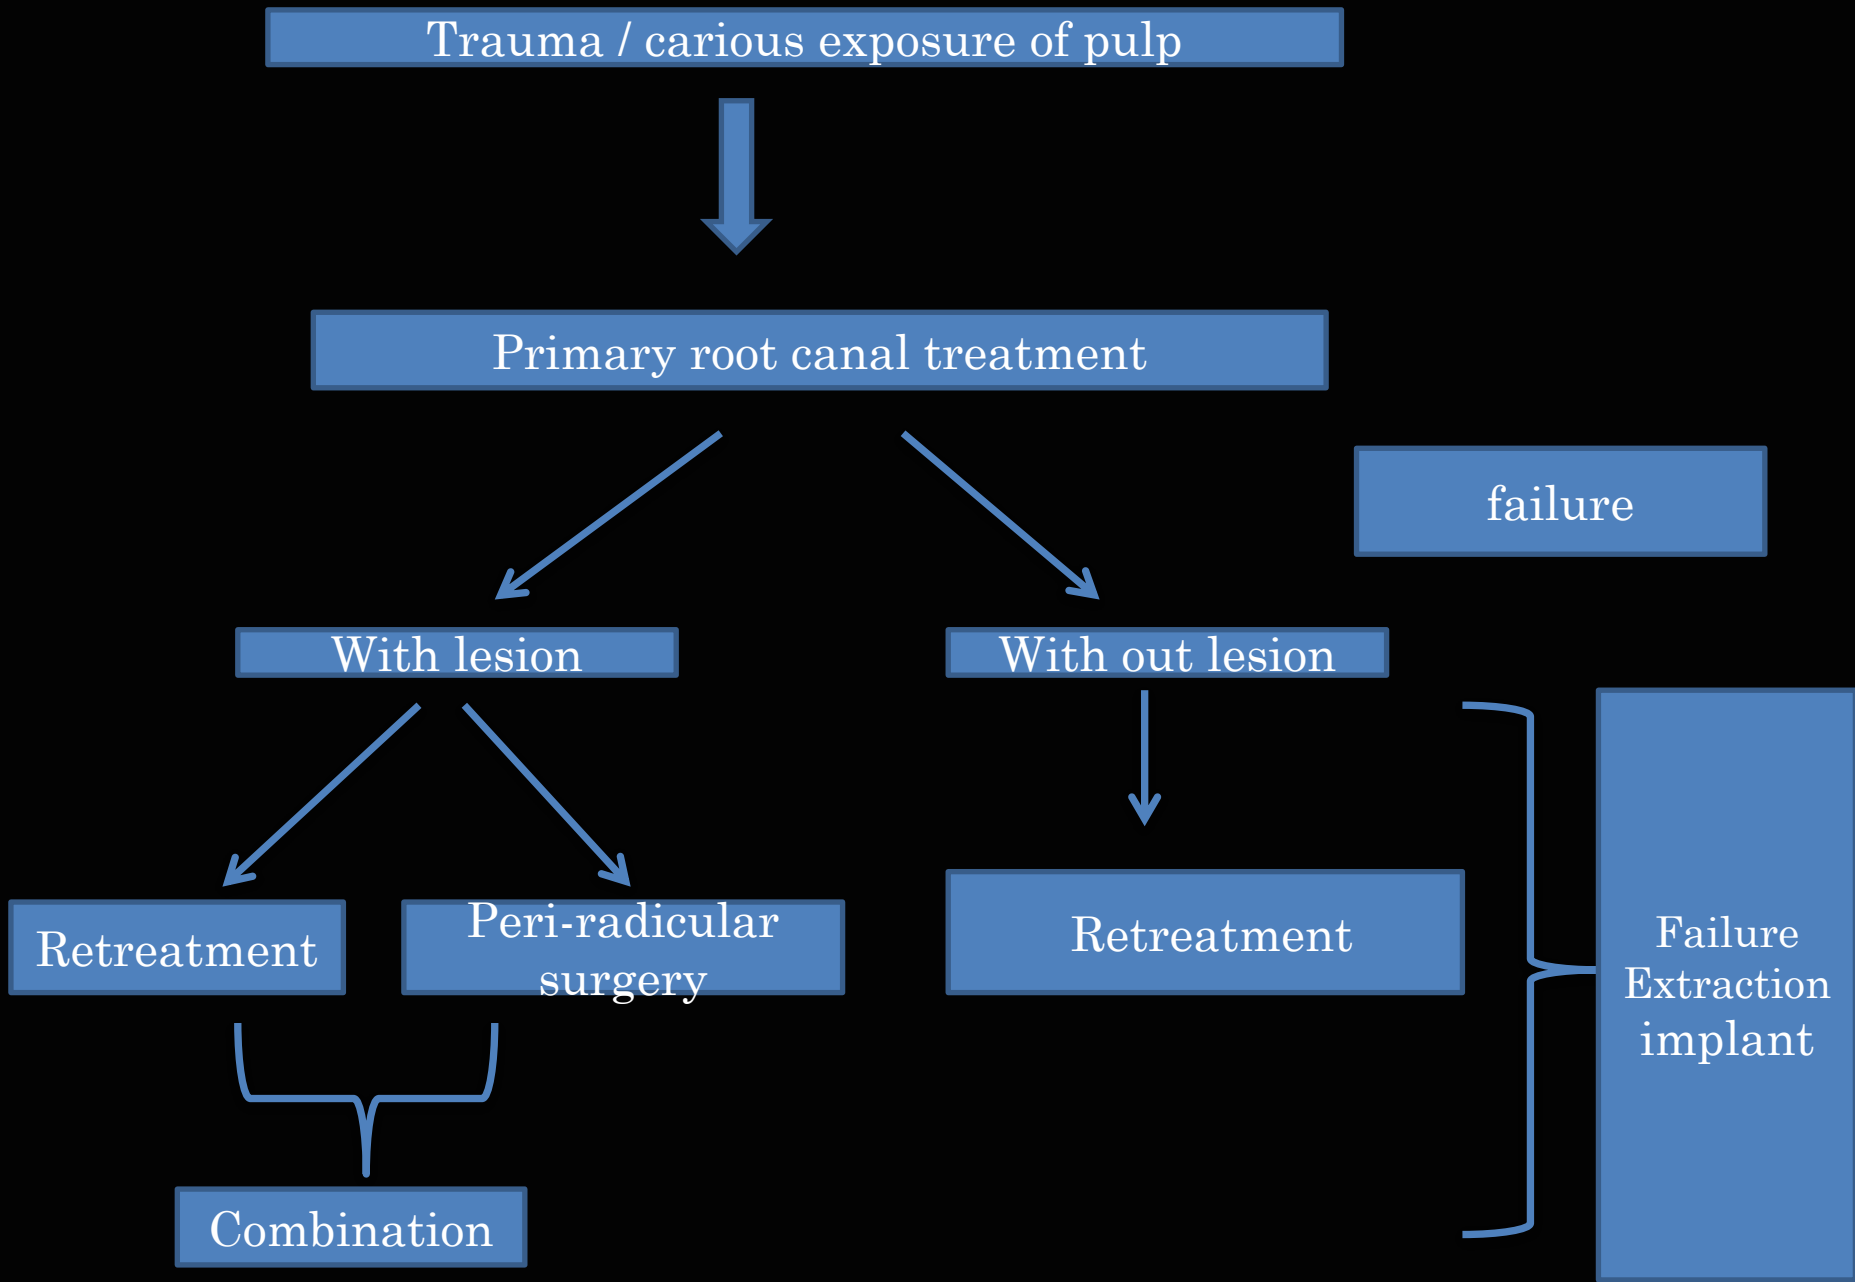 Trauma / carious exposure of pulp
Primary root canal treatment
failure
With lesion
With out lesion
Retreatment
Peri-radicular
surgery
Retreatment
Failure
Extraction
implant
Combination